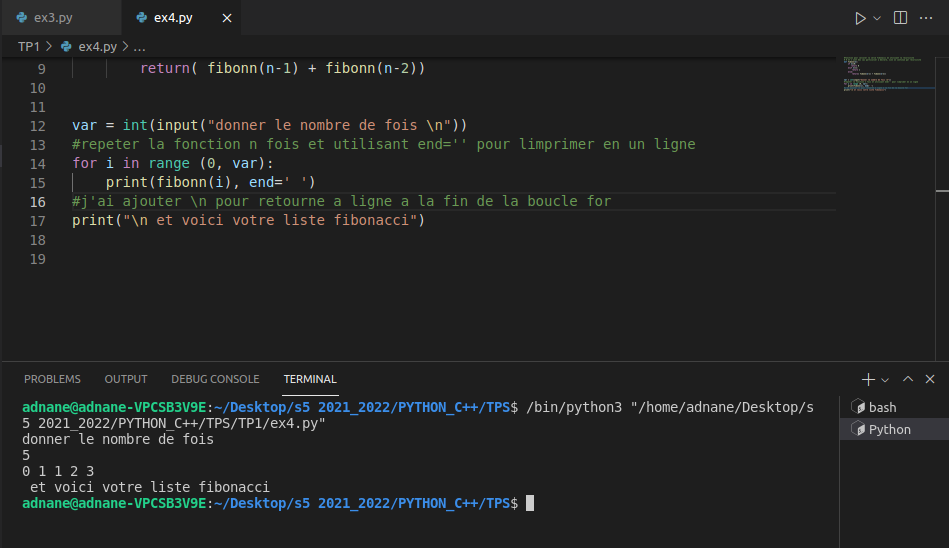 ex3.py
ex4.py
TP1 > ex4.py > ...
9 return( fibonn(n-1) + fibonn(n-2))
10
11
12 var = int(input("donner le nombre de fois \n"))
13 #repeter la fonction n fois et utilisant end='' pour limprimer en un ligne
14 for i in range (0, var):
15 print(fibonn(i), end=' ')
16 #j'ai ajouter \n pour retourne a ligne a la fin de la boucle for
17 print("\n et voici votre liste fibonacci")
18
19
PROBLEMS OUTPUT DEBUG CONSOLE TERMINAL
adnane@adnane-VPCSB3V9E:~/Desktop/s5 2021_2022/PYTHON_C++/TPS$ /bin/python3 "/home/adnane/Desktop/s
5 2021_2022/PYTHON_C++/TPS/TP1/ex4.py"
donner le nombre de fois
5
0 1 1 2 3
et voici votre liste fibonacci
adnane@adnane-VPCSB3V9E:~/Desktop/s5 2021_2022/PYTHON_C++/TPS$
bash
Python